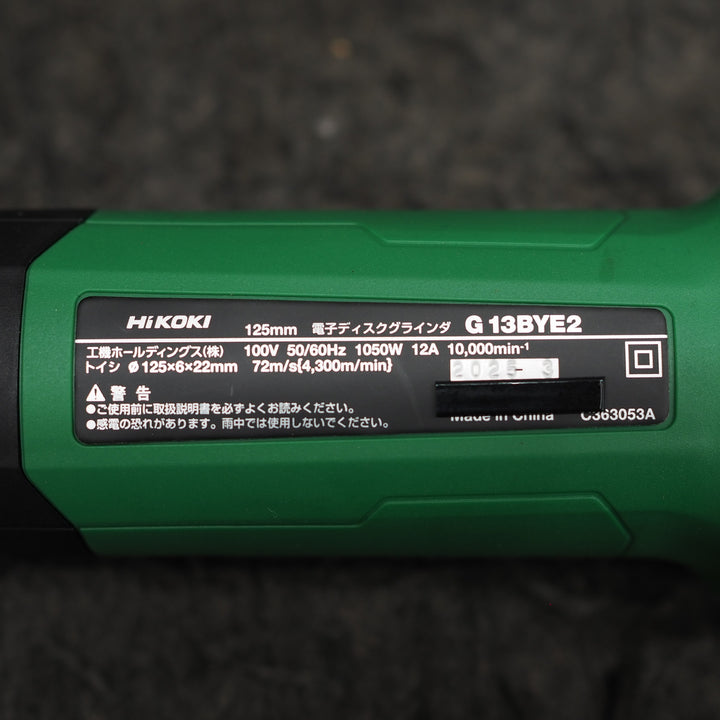 HiKOKI 125mm 電子ディスクグラインダ G 13BYE2
工機ホールディングス(株) 100V 50/60Hz 1050W 12A 10,000min⁻¹
トイシ ø125×6×22mm 72m/s{4,300m/min} 2025- 3
警告
●ご使用前に取扱説明書を必ずよくお読みください。
●感電の恐れがあります。雨中では使用しないでください。
Made in China C363053A